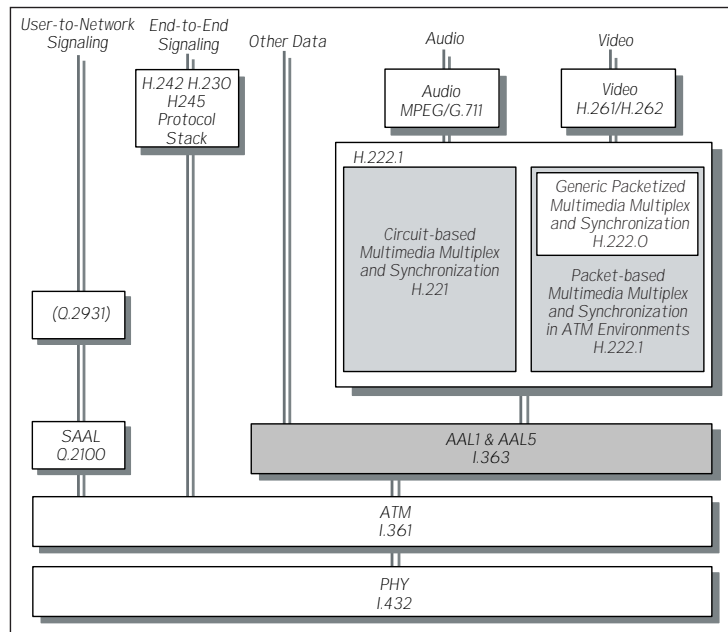 User-to-Network
Signaling
End-to-End
Signaling
Other Data
Audio
Video
H.242 H.230
H245
Protocol
Stack
Audio
MPEG/G.711
Video
H.261/H.262
H.222.1
Circuit-based
Multimedia Multiplex
and Synchronization
H.221
Generic Packetized
Multimedia Multiplex
and Synchronization
H.222.0
Packet-based
Multimedia Multiplex
and Synchronization
in ATM Environments
H.222.1
(Q.2931)
SAAL
Q.2100
AAL1 & AAL5
I.363
ATM
I.361
PHY
I.432